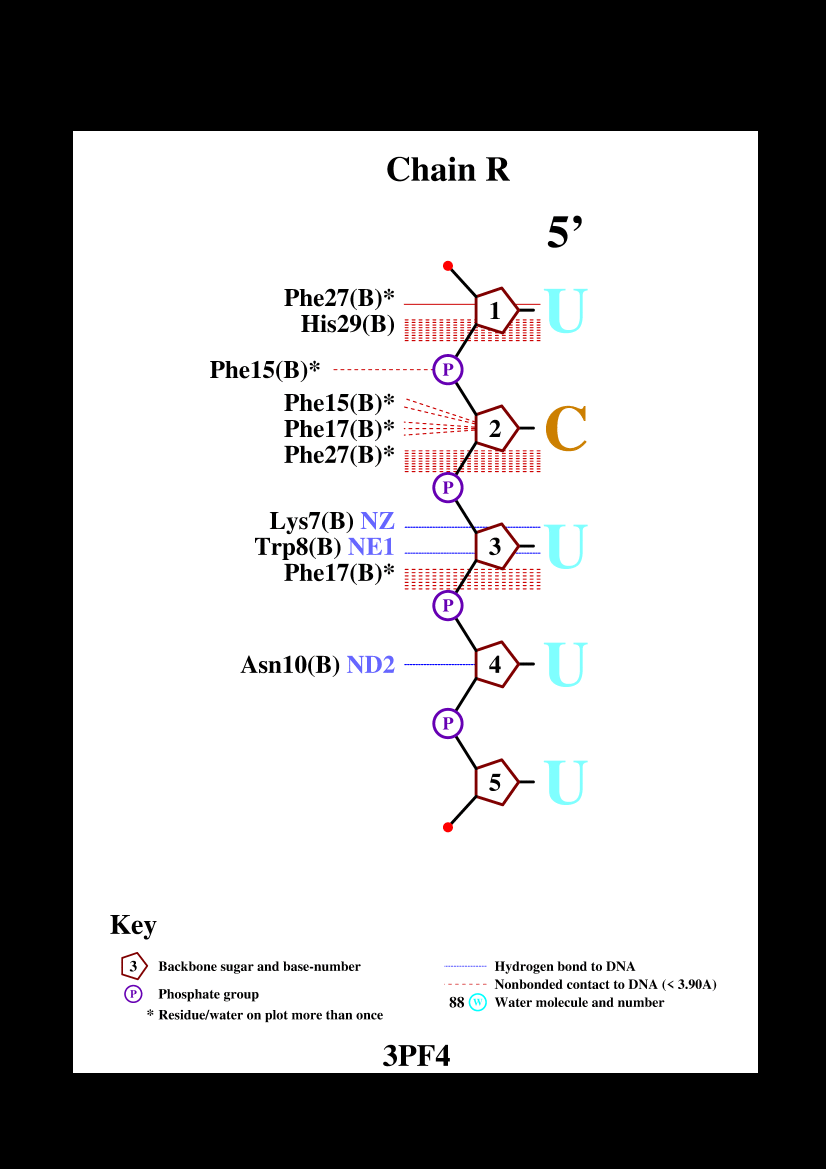 Chain R
5’
Phe27(B)* 1 U
His29(B)
Phe15(B)* P
Phe15(B)*
Phe17(B)* 2 C
Phe27(B)*
P
Lys7(B) NZ
Trp8(B) NE1 3 U
Phe17(B)*
P
Asn10(B) ND2 4 U
P
5 U
Key
3 Backbone sugar and base-number
P Phosphate group
* Residue/water on plot more than once
Hydrogen bond to DNA
Nonbonded contact to DNA (< 3.90A)
88 W Water molecule and number
3PF4